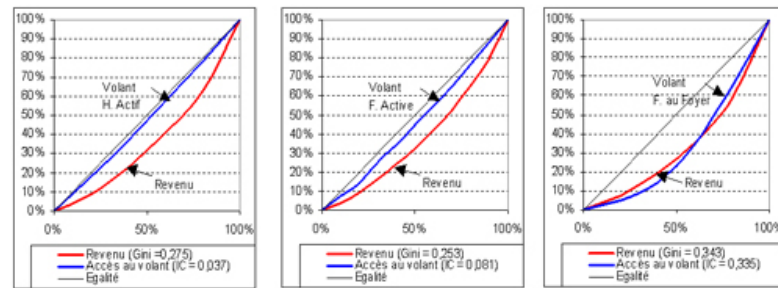 100%
90%
80%
70%
60%
50%
40%
30%
20%
10%
0%
Volant
H. Actif
Revenu
0%
50%
100%
Revenu (Gini =0,275)
Accès au volant (IC = 0,037)
Egalité
100%
90%
80%
70%
60%
50%
40%
30%
20%
10%
0%
Volant
F. Active
Revenu
0%
50%
100%
Revenu (Gini = 0,253)
Accès au volant (IC = 0,081)
Egalité
100%
90%
80%
70%
60%
50%
40%
30%
20%
10%
0%
Volant
F. au Foyer
Revenu
0%
50%
100%
Revenu (Gini = 0,343)
Accès au volant (IC = 0,335)
Egalité